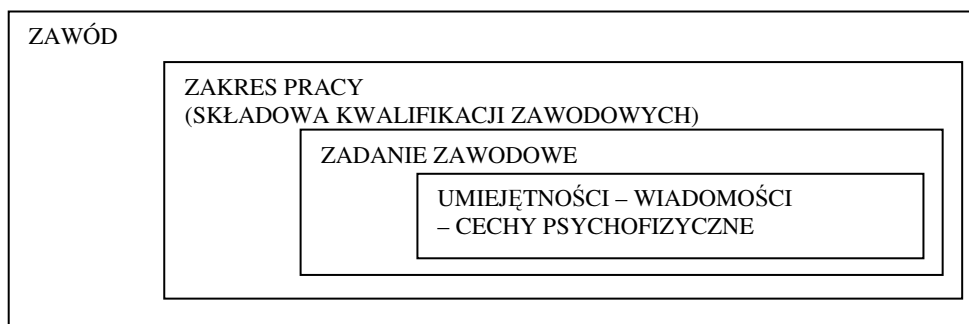 ZAWÓD
ZAKRES PRACY
(SKŁADOWA KWALIFIKACJI ZAWODOWYCH)
ZADANIE ZAWODOWE
UMIEJĘTNOŚCI – WIADOMOŚCI
– CECHY PSYCHOFIZYCZNE